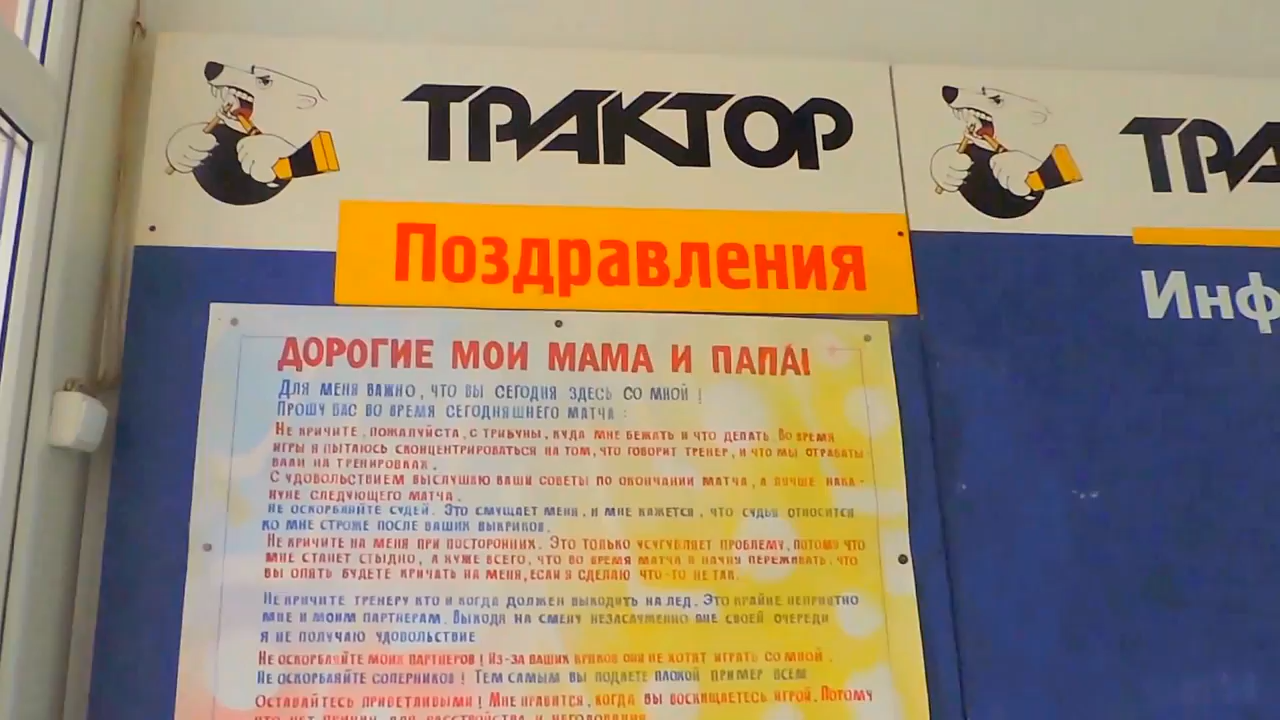 ТРАКТОР
ТРА
Поздравления
Инф
ДОРОГИЕ МОИ МАМА И ПАПА!
Для меня важно, что вы сегодня здесь со мной!
Прошу вас во время сегодняшнего матча:
Не кричите, пожалуйста, с трибуны, куда мне бежать и что делать. Во время
игры я пытаюсь сконцентрироваться на том, что говорит тренер, и что мы отрабаты-
вали на тренировках.
С удовольствием выслушаю ваши советы по окончании матча, а лучше нака-
нуне следующего матча.
Не оскорбляйте судей. Это смущает меня, и мне кажется, что судья относится
ко мне строже после ваших выкриков.
Не кричите на меня при посторонних. Это только усугубляет проблему, потому что
мне станет стыдно, а хуже всего, что во время матча я начну переживать, что
вы опять будете кричать на меня, если я сделаю что-то не так.
Не кричите тренеру кто и когда должен выходить на лед. Это крайне неприятно
мне и моим партнерам. Выходя на смену незаслуженно вне своей очереди
я не получаю удовольствие
Не оскорбляйте моих партнеров! Из-за ваших криков они не хотят играть со мной.
Не оскорбляйте соперников! Тем самым вы подаете плохой пример всем
Оставайтесь приветливыми! Мне нравится, когда вы восхищаетесь игрой. Потому
что нет причин для расстройства и негодования